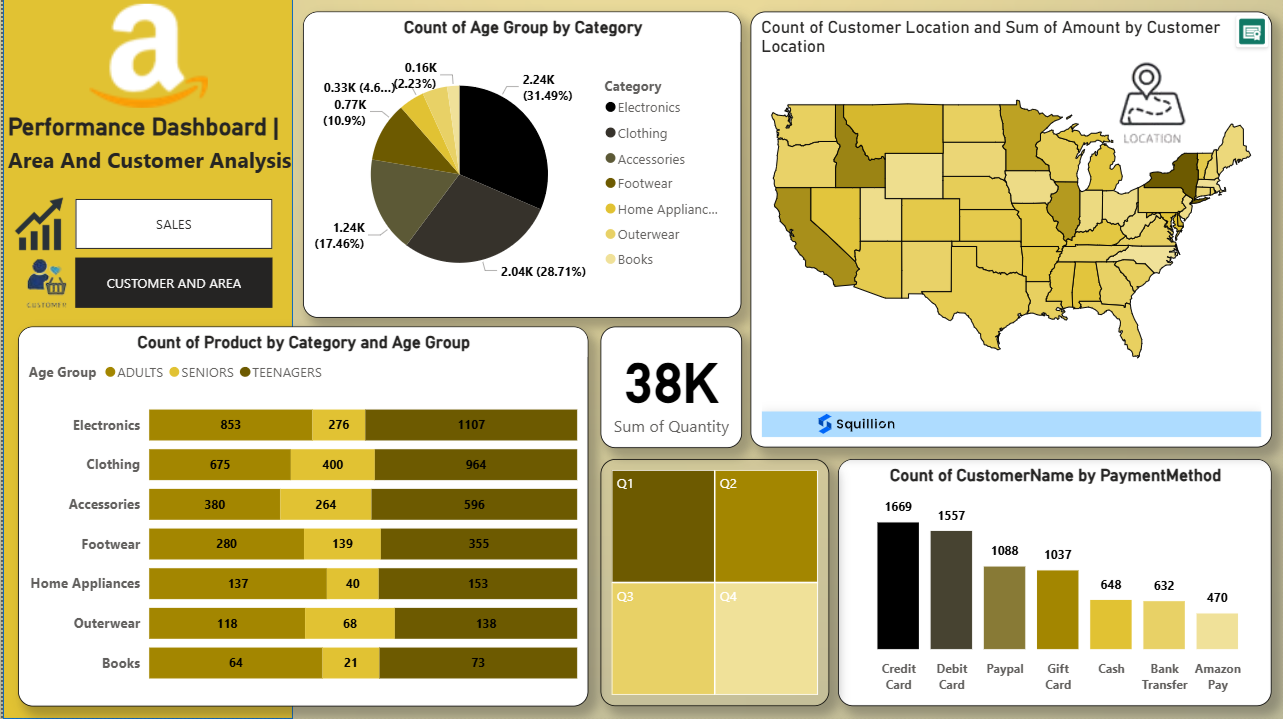 a
Performance Dashboard |
Area And Customer Analysis
SALES
CUSTOMER
CUSTOMER AND AREA
Count of Age Group by Category
0.16K
(2.23%)
0.33K (4.6...)
0.77K
(10.9%)
1.24K
(17.46%)
2.24K
(31.49%)
2.04K (28.71%)
Category
Electronics
Clothing
Accessories
Footwear
Home Applianc...
Outerwear
Books
Count of Customer Location and Sum of Amount by Customer
Location
LOCATION
Squillion
Count of Product by Category and Age Group
Age Group ADULTS SENIORS TEENAGERS
Electronics 853 276 1107
Clothing 675 400 964
Accessories 380 264 596
Footwear 280 139 355
Home Appliances 137 40 153
Outerwear 118 68 138
Books 64 21 73
38K
Sum of Quantity
Q1 Q2
Q3 Q4
Count of CustomerName by PaymentMethod
1669 1557 1088 1037 648 632 470
Credit Debit Paypal Gift Cash Bank Amazon
Card Card Card Transfer Pay